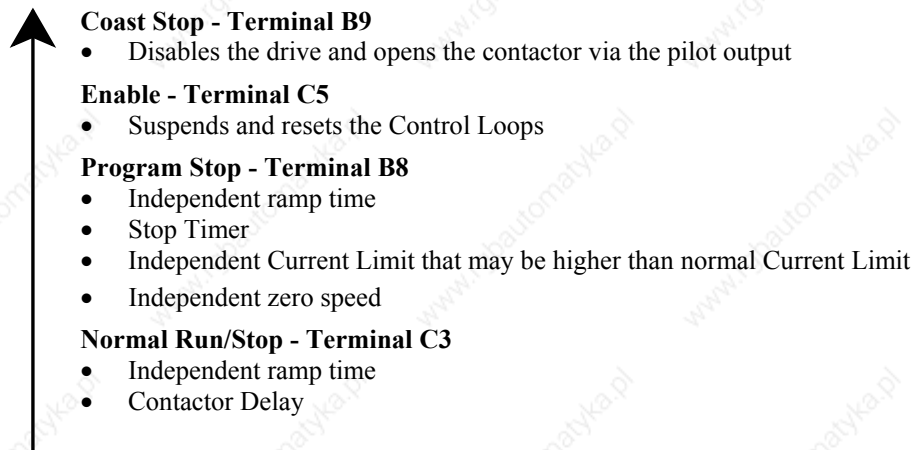 Coast Stop - Terminal B9
• Disables the drive and opens the contactor via the pilot output
Enable - Terminal C5
• Suspends and resets the Control Loops
Program Stop - Terminal B8
• Independent ramp time
• Stop Timer
• Independent Current Limit that may be higher than normal Current Limit
• Independent zero speed
Normal Run/Stop - Terminal C3
• Independent ramp time
• Contactor Delay
www.rgbautomatyka.pl